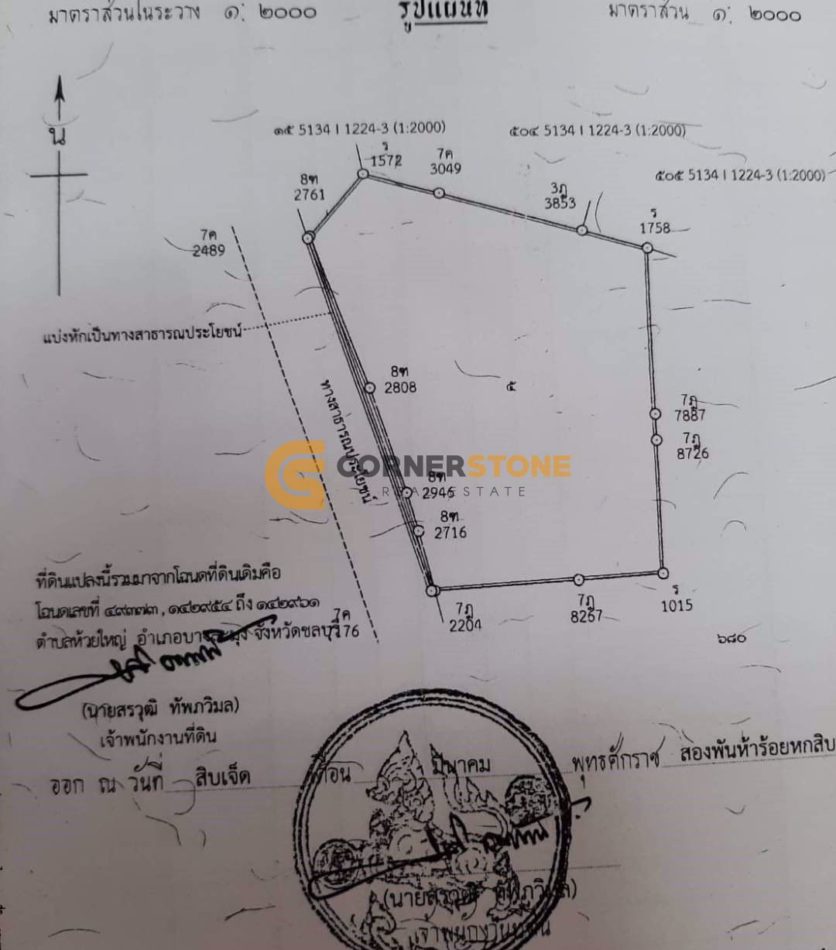 มาตราส่วนในระวาง ๑: ๒๐๐๐
รูปแผนที่
มาตราส่วน ๑: ๒๐๐๐
น
๑๕ 5134 I 1224-3 (1:2000)
๕๐๔ 5134 I 1224-3 (1:2000)
๕๐๕ 5134 I 1224-3 (1:2000)
ร
1572
7ค
3049
8ฑ
2761
3ฎ
3853
ร
1758
7ค
2489
แบ่งหักเป็นทางสาธารณประโยชน์
8ฑ
2808
๕
ทางสาธารณประโยชน์
7ฎ
7887
7ฎ
8726
CORNERSTONE
REAL ESTATE
8ฑ
2946
8ฑ
2716
ที่ดินแปลงนี้รวมมาจากโฉนดที่ดินเดิมคือ
โฉนดเลขที่ ๔๙๓๗๓, ๑๔๒๙๕๔ ถึง ๑๔๒๙๖๑
ตำบลห้วยใหญ่ อำเภอบางละมุง จังหวัดชลบุรี
7ค
76
7ฎ
2204
7ฎ
8267
ร
1015
๖๘๐
(นายสรวุฒิ ทัพภวิมล)
เจ้าพนักงานที่ดิน
ออก ณ วันที่ สิบเจ็ด เดือน มีนาคม พุทธศักราช สองพันห้าร้อยหกสิบ
(นายสรวุฒิ ทัพภวิมล)
เจ้าพนักงานที่ดิน